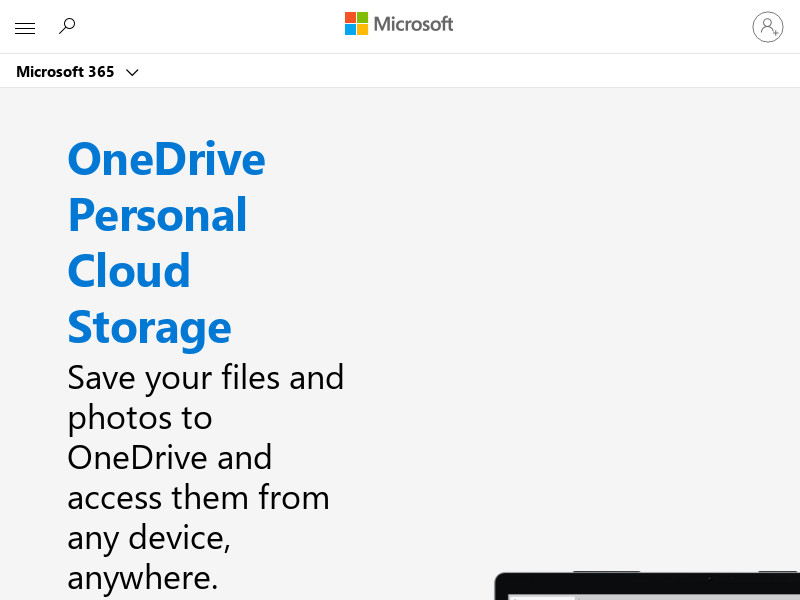 Microsoft
Microsoft 365
OneDrive
Personal
Cloud
Storage
Save your files and
photos to
OneDrive and
access them from
any device,
anywhere.